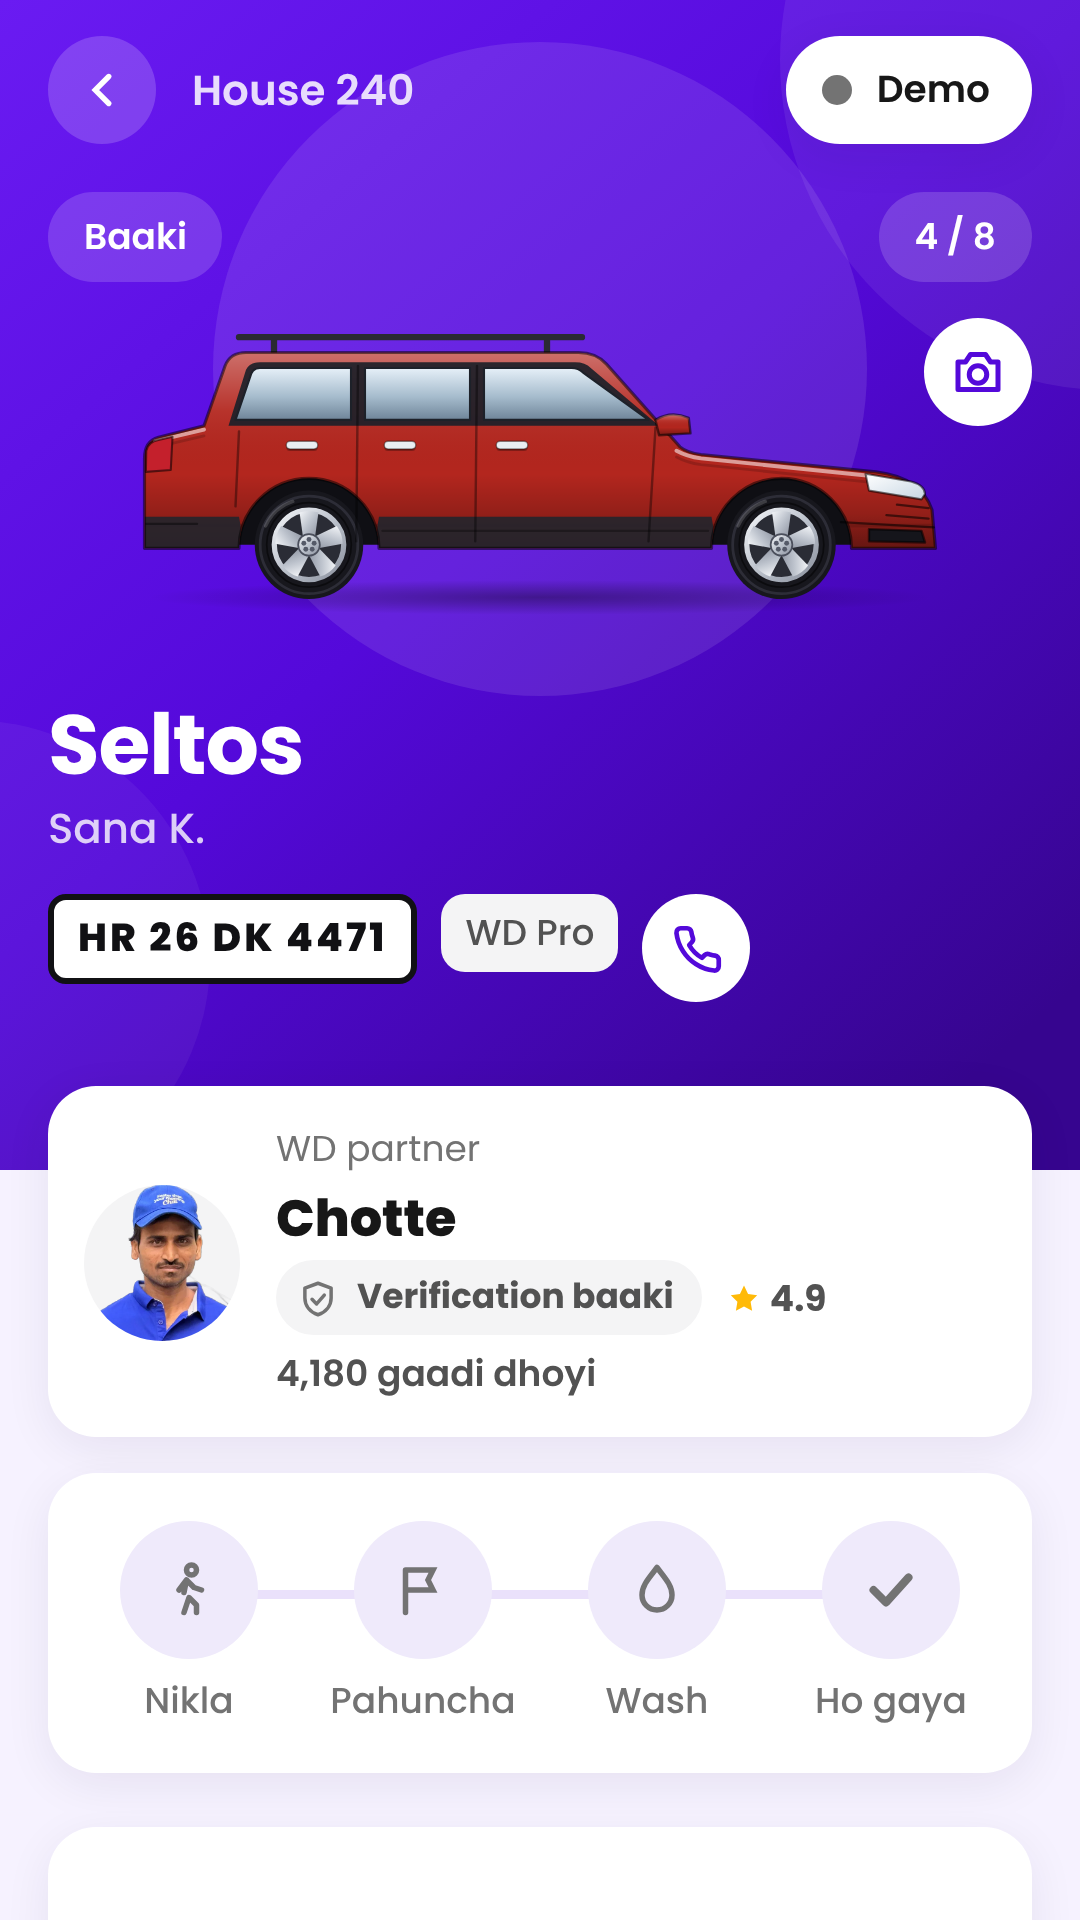 House 240
Demo
Baaki
4 / 8
Seltos
Sana K.
HR 26 DK 4471
WD Pro
WD partner
Chotte
Verification baaki
4.9
4,180 gaadi dhoyi
Nikla
Pahuncha
Wash
Ho gaya